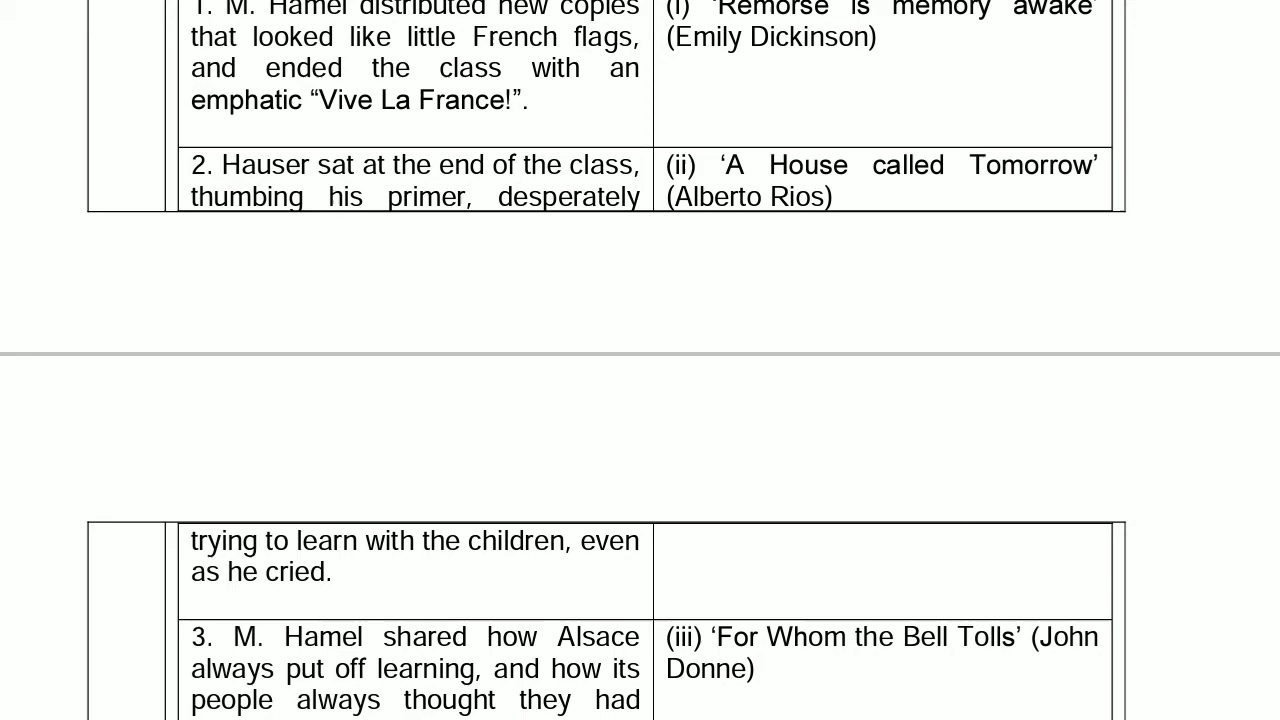 1. M. Hamel distributed new copies
that looked like little French flags,
and ended the class with an
emphatic “Vive La France!”.
(i) ‘Remorse is memory awake’
(Emily Dickinson)
2. Hauser sat at the end of the class,
thumbing his primer, desperately
(ii) ‘A House called Tomorrow’
(Alberto Rios)
trying to learn with the children, even
as he cried.
3. M. Hamel shared how Alsace
always put off learning, and how its
people always thought they had
(iii) ‘For Whom the Bell Tolls’ (John
Donne)